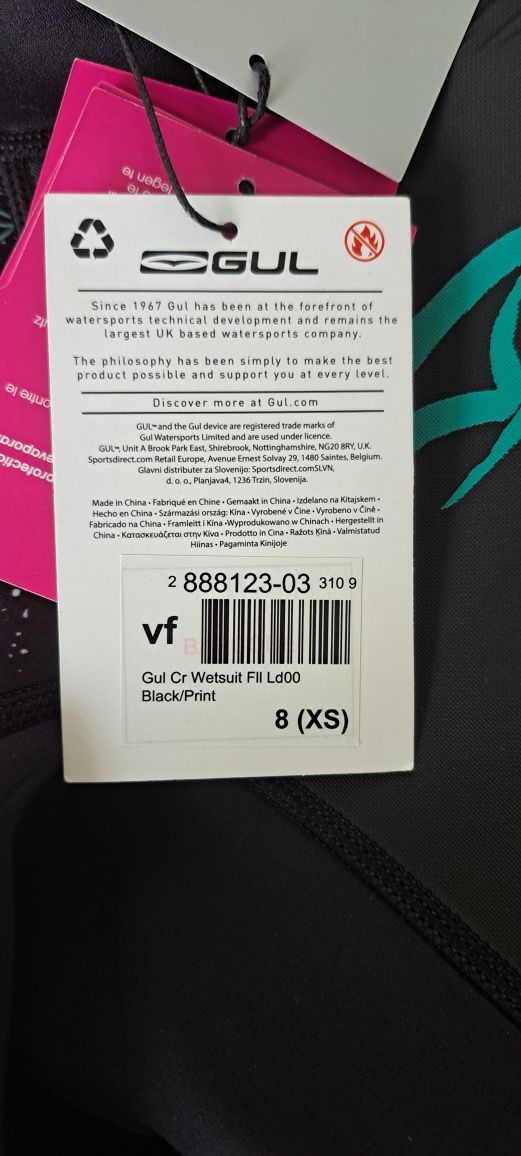 GUL
Since 1967 Gul has been at the forefront of
watersports technical development and remains the
largest UK based watersports company.
The philosophy has been simply to make the best
product possible and support you at every level.
Discover more at Gul.com
GUL™ and the Gul device are registered trade marks of
Gul Watersports Limited and are used under licence.
GUL™, Unit A Brook Park East, Shirebrook, Nottinghamshire, NG20 8RY, U.K.
Sportsdirect.com Retail Europe, Avenue Ernest Solvay 29, 1480 Saintes, Belgium.
Glavni distributer za Slovenijo: Sportsdirect.comSLVN,
d. o. o., Planjava4, 1236 Trzin, Slovenija.
Made in China • Fabriqué en Chine • Gemaakt in China • Izdelano na Kitajskem •
Hecho en China • Származási ország: Kína • Vyrobené v Číne • Vyrobeno v Číně •
Fabricado na China • Framleitt í Kína •Wyprodukowano w Chinach • Hergestellt in
China • Κατασκευάζεται στην Κίνα • Prodotto in Cina • Ražots Ķīnā • Valmistatud
Hiinas • Pagaminta Kinijoje
2 888123-03 310 9
vf
Gul Cr Wetsuit Fll Ld00
Black/Print
8 (XS)